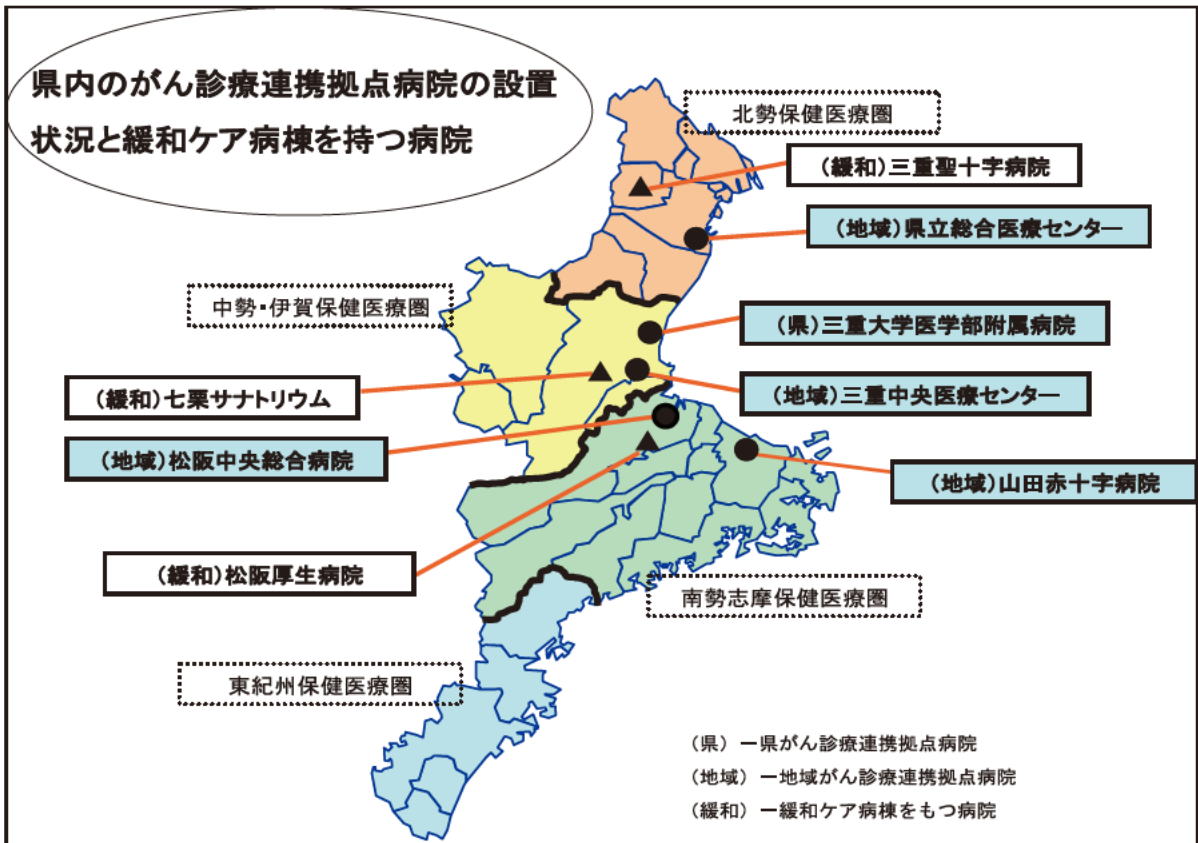 県内のがん診療連携拠点病院の設置
状況と緩和ケア病棟を持つ病院
北勢保健医療圏
（緩和）三重聖十字病院
（地域）県立総合医療センター
中勢・伊賀保健医療圏
（県）三重大学医学部附属病院
（緩和）七栗サナトリウム
（地域）三重中央医療センター
（地域）松阪中央総合病院
（地域）山田赤十字病院
（緩和）松阪厚生病院
南勢志摩保健医療圏
東紀州保健医療圏
（県）－県がん診療連携拠点病院
（地域）－地域がん診療連携拠点病院
（緩和）－緩和ケア病棟をもつ病院